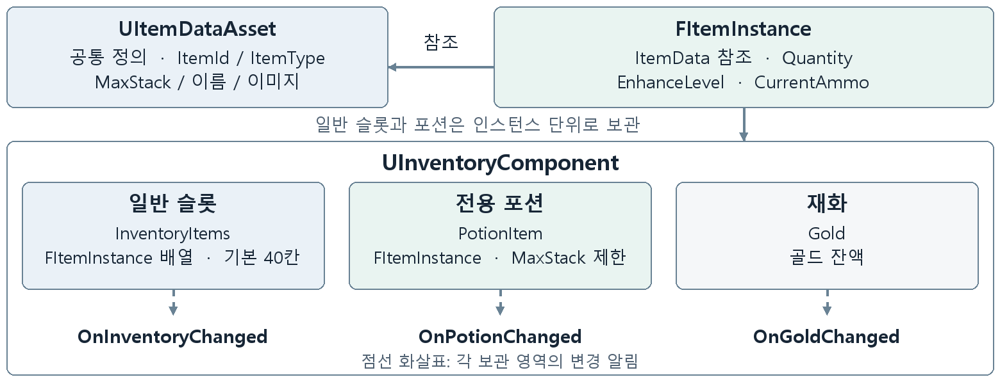 UItemDataAsset
공통 정의 · ItemId / ItemType
MaxStack / 이름 / 이미지
참조
FItemInstance
ItemData 참조 · Quantity
EnhanceLevel · CurrentAmmo
일반 슬롯과 포션은 인스턴스 단위로 보관
UInventoryComponent
일반 슬롯
InventoryItems
FItemInstance 배열 · 기본 40칸
전용 포션
PotionItem
FItemInstance · MaxStack 제한
재화
Gold
골드 잔액
OnInventoryChanged
OnPotionChanged
OnGoldChanged
점선 화살표: 각 보관 영역의 변경 알림